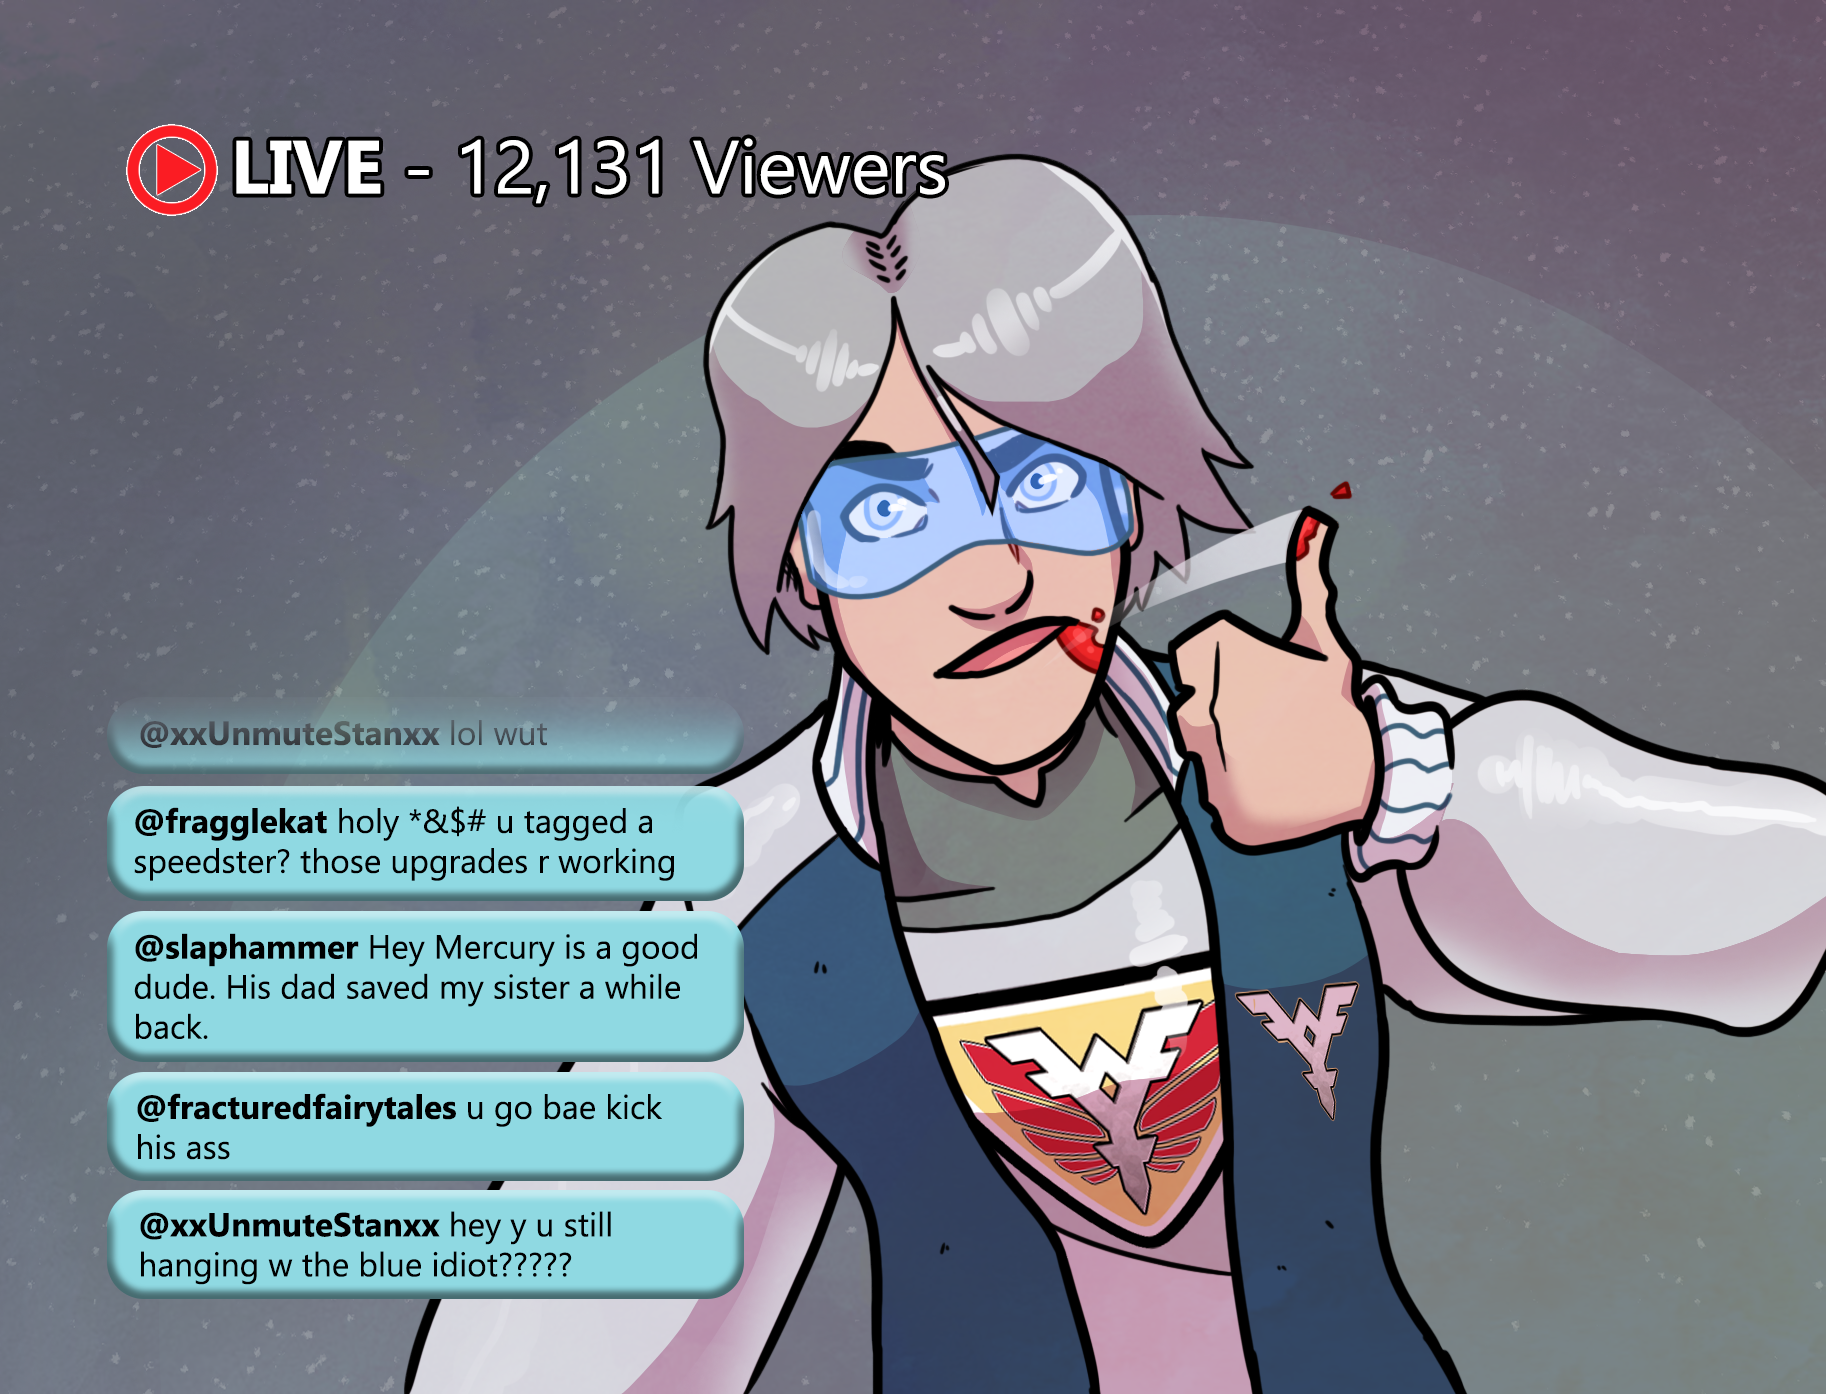 LIVE - 12,131 Viewers
@xxUnmuteStanxx lol wut
@fragglekat holy *&$# u tagged a
speedster? those upgrades r working
@slaphammer Hey Mercury is a good
dude. His dad saved my sister a while
back.
@fracturedfairytales u go bae kick
his ass
@xxUnmuteStanxx hey y u still
hanging w the blue idiot?????